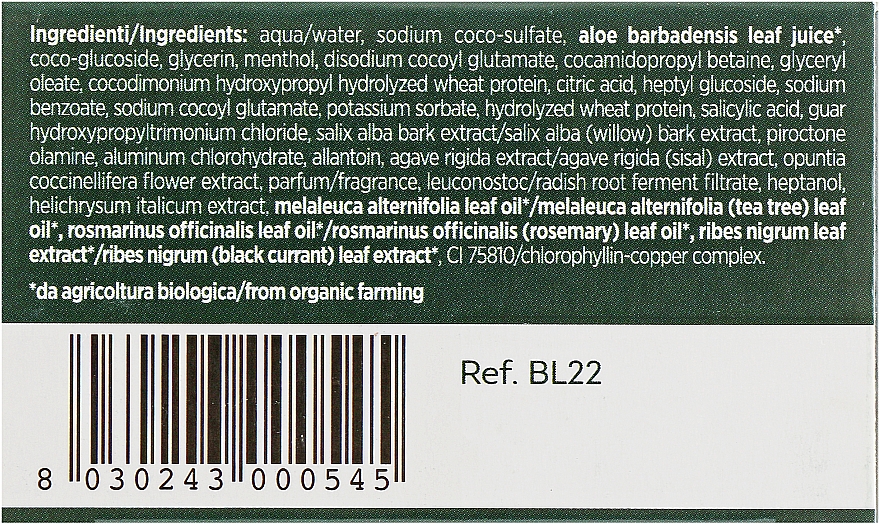 Ingredienti/Ingredients: aqua/water, sodium coco-sulfate, aloe barbadensis leaf juice*,
coco-glucoside, glycerin, menthol, disodium cocoyl glutamate, cocamidopropyl betaine, glyceryl
oleate, cocodimonium hydroxypropyl hydrolyzed wheat protein, citric acid, heptyl glucoside, sodium
benzoate, sodium cocoyl glutamate, potassium sorbate, hydrolyzed wheat protein, salicylic acid, guar
hydroxypropyltrimonium chloride, salix alba bark extract/salix alba (willow) bark extract, piroctone
olamine, aluminum chlorohydrate, allantoin, agave rigida extract/agave rigida (sisal) extract, opuntia
coccinellifera flower extract, parfum/fragrance, leuconostoc/radish root ferment filtrate, heptanol,
helichrysum italicum extract, melaleuca alternifolia leaf oil*/melaleuca alternifolia (tea tree) leaf
oil*, rosmarinus officinalis leaf oil*/rosmarinus officinalis (rosemary) leaf oil*, ribes nigrum leaf
extract*/ribes nigrum (black currant) leaf extract*, CI 75810/chlorophyllin-copper complex.
*da agricoltura biologica/from organic farming
Ref. BL22
8 030243 000545